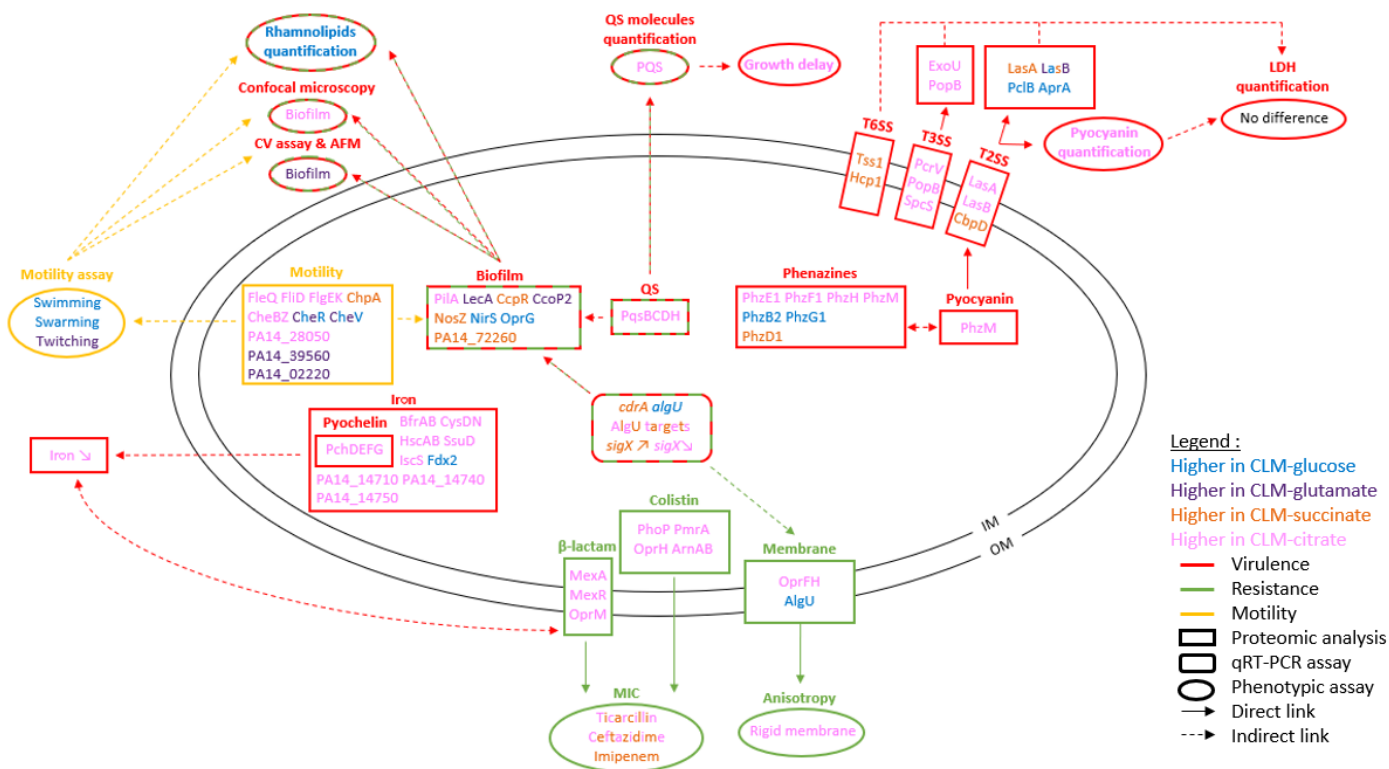 Rhamnolipids
quantification
Confocal microscopy
Biofilm
CV assay & AFM
Biofilm
QS molecules
quantification
PQS
Growth delay
ExoU
PopB
LasA LasB
PclB AprA
LDH
quantification
No difference
Pyocyanin
quantification
T6SS
Tss1
Hcp1
T3SS
PcrV
PopB
SpcS
T2SS
LasA
LasB
CbpD
Motility assay
Swimming
Swarming
Twitching
Motility
FleQ FliD FlgEK ChpA
CheBZ CheR CheV
PA14_28050
PA14_39560
PA14_02220
Biofilm
PilA LecA CcpR CcoP2
NosZ NirS OprG
PA14_72260
QS
PqsBCDH
Phenazines
PhzE1 PhzF1 PhzH PhzM
PhzB2 PhzG1
PhzD1
Pyocyanin
PhzM
Iron
Pyochelin
PchDEFG
BfrAB CysDN
HscAB SsuD
IscS Fdx2
PA14_14710 PA14_14740
PA14_14750
Iron ↘
cdrA algU
AlgU targets
sigX ↗ sigX↘
Colistin
PhoP PmrA
OprH ArnAB
β-lactam
MexA
MexR
OprM
Membrane
OprFH
AlgU
IM
OM
MIC
Ticarcillin
Ceftazidime
Imipenem
Anisotropy
Rigid membrane
Legend :
Higher in CLM-glucose
Higher in CLM-glutamate
Higher in CLM-succinate
Higher in CLM-citrate
Virulence
Resistance
Motility
Proteomic analysis
qRT-PCR assay
Phenotypic assay
Direct link
Indirect link